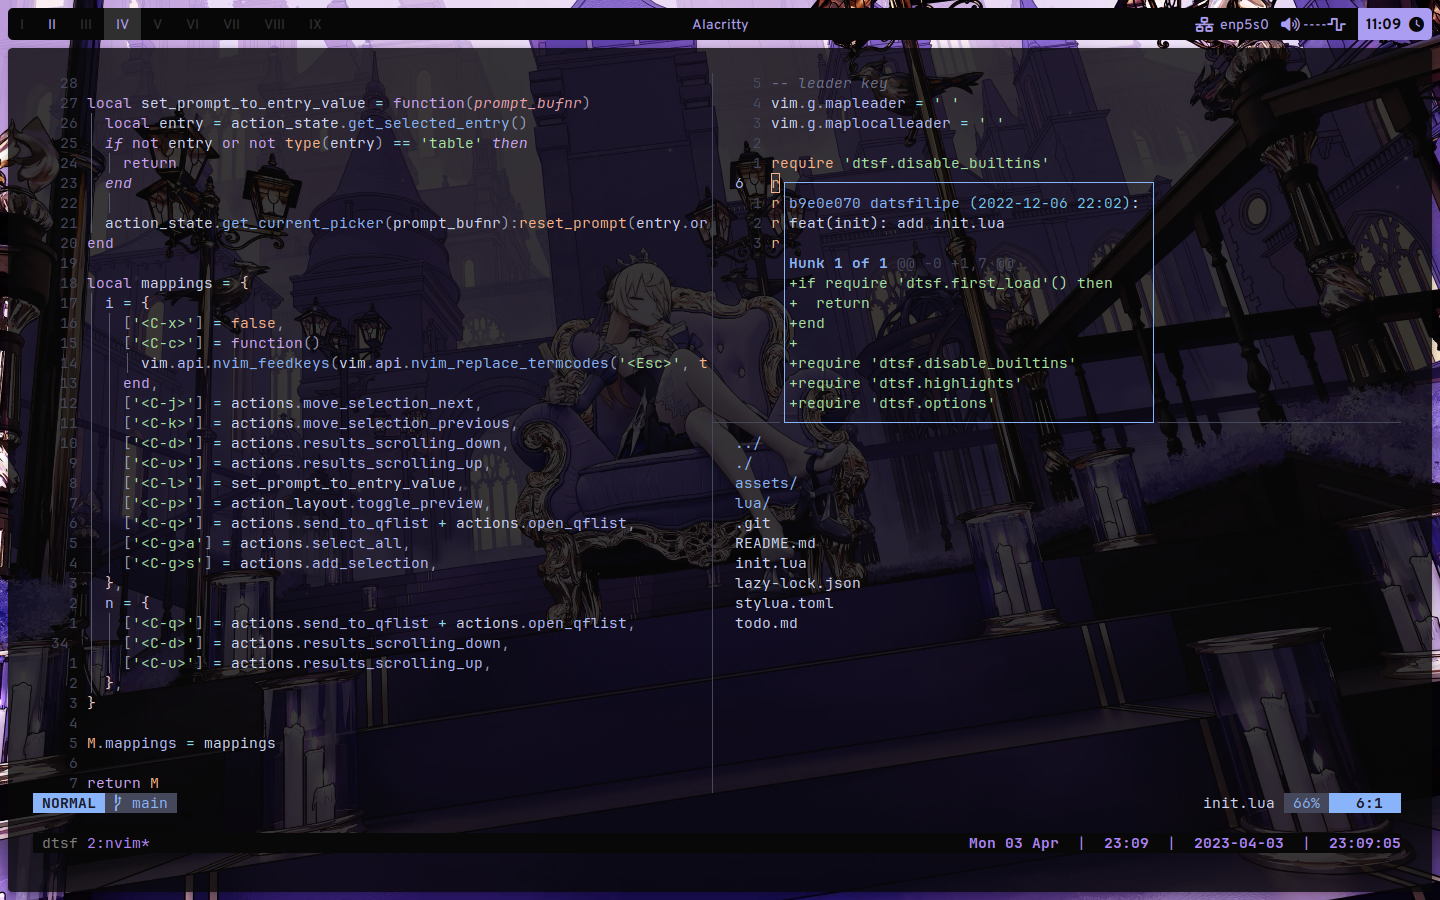 I II III IV V VI VII VIII IX
Alacritty
enp5s0 ---- 11:09
28
27 local set_prompt_to_entry_value = function(prompt_bufnr)
26 local entry = action_state.get_selected_entry()
25 if not entry or not type(entry) == 'table' then
24 return
23 end
22
21 action_state.get_current_picker(prompt_bufnr):reset_prompt(entry.or
20 end
19
18 local mappings = {
17 i = {
16 ['<C-x>'] = false,
15 ['<C-c>'] = function()
14 vim.api.nvim_feedkeys(vim.api.nvim_replace_termcodes('<Esc>', t
13 end,
12 ['<C-j>'] = actions.move_selection_next,
11 ['<C-k>'] = actions.move_selection_previous,
10 ['<C-d>'] = actions.results_scrolling_down,
9 ['<C-u>'] = actions.results_scrolling_up,
8 ['<C-l>'] = set_prompt_to_entry_value,
7 ['<C-p>'] = action_layout.toggle_preview,
6 ['<C-q>'] = actions.send_to_qflist + actions.open_qflist,
5 ['<C-g>a'] = actions.select_all,
4 ['<C-g>s'] = actions.add_selection,
3 },
2 n = {
1 ['<C-q>'] = actions.send_to_qflist + actions.open_qflist,
34 ['<C-d>'] = actions.results_scrolling_down,
1 ['<C-u>'] = actions.results_scrolling_up,
2 },
3 }
4
5 M.mappings = mappings
6
7 return M
5 -- leader key
4 vim.g.mapleader = ' '
3 vim.g.maplocalleader = ' '
2
1 require 'dtsf.disable_builtins'
6 r
1 r
2 r
3 r
b9e0e070 datsfilipe (2022-12-06 22:02):
feat(init): add init.lua
Hunk 1 of 1 @@ -0 +1,7 @@
+if require 'dtsf.first_load'() then
+  return
+end
+
+require 'dtsf.disable_builtins'
+require 'dtsf.highlights'
+require 'dtsf.options'
../
./
assets/
lua/
.git
README.md
init.lua
lazy-lock.json
stylua.toml
todo.md
NORMAL main
init.lua 66% 6:1
dtsf 2:nvim*
Mon 03 Apr | 23:09 | 2023-04-03 | 23:09:05